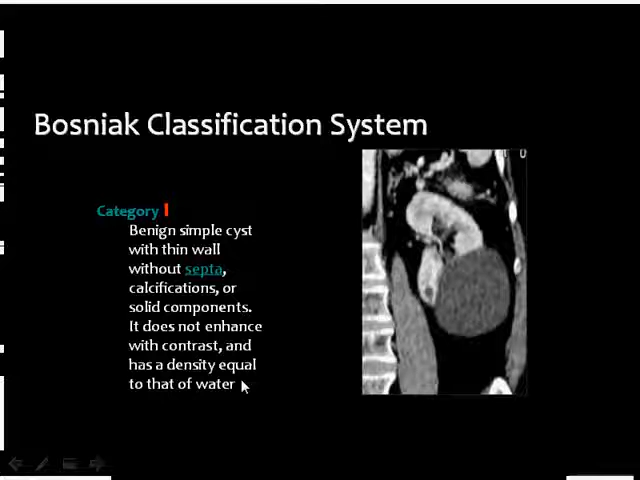 Bosniak Classification System
Category I
Benign simple cyst
with thin wall
without septa,
calcifications, or
solid components.
It does not enhance
with contrast, and
has a density equal
to that of water